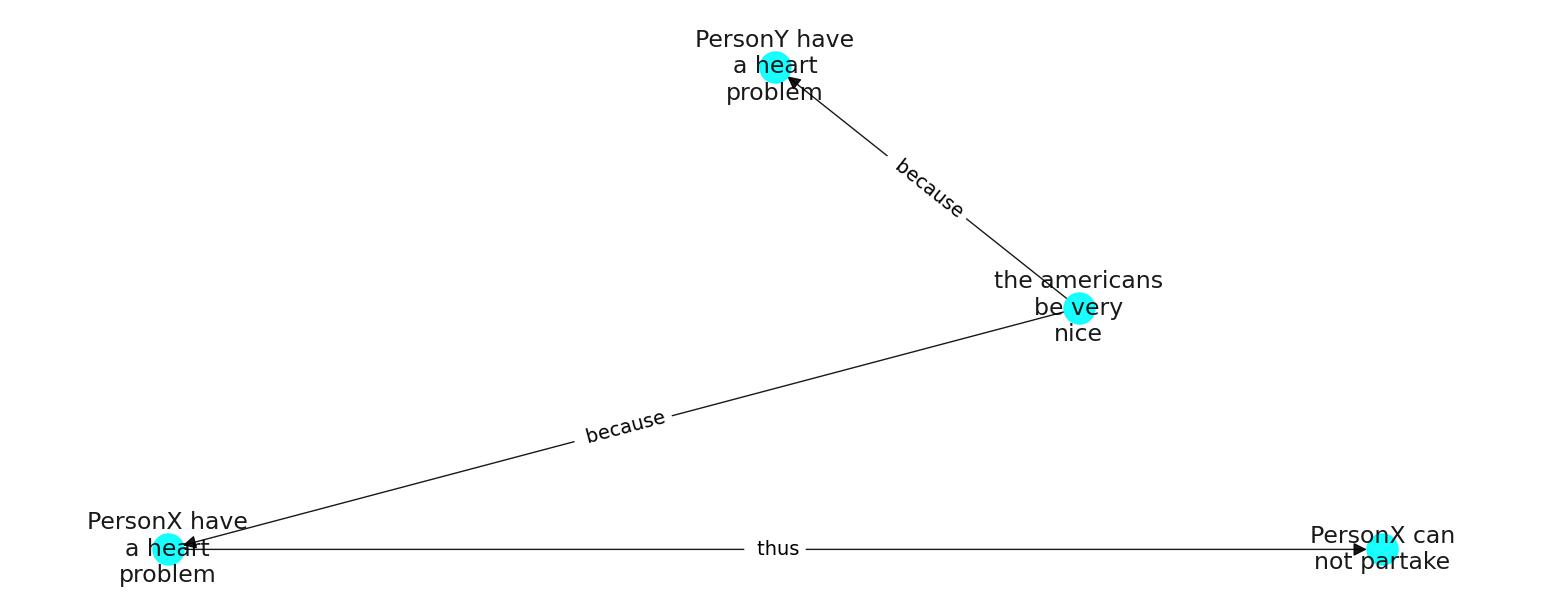 PersonY have
a heart
problem
because
the americans
be very
nice
because
PersonX have
a heart
problem
thus
PersonX can
not partake